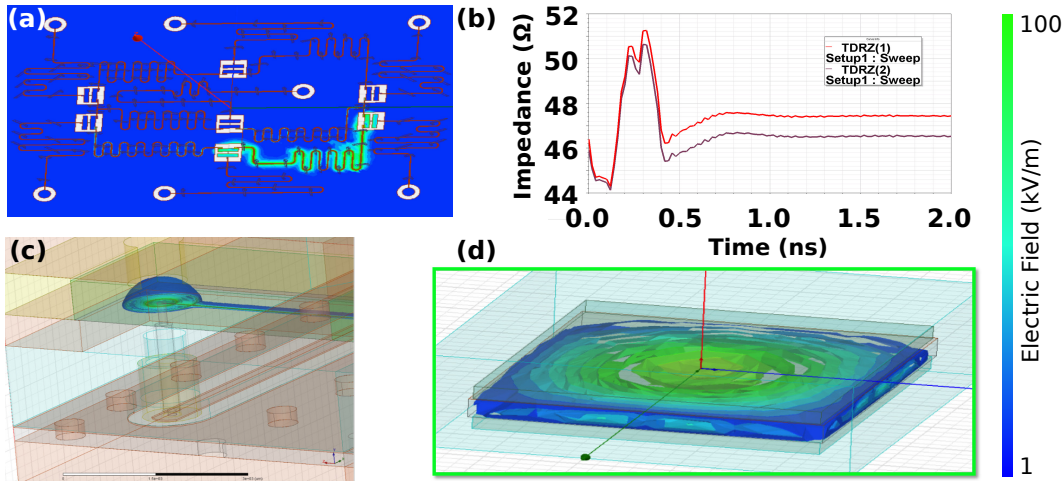 (a)
(b)
Impedance (Ω)
52
50
48
46
44
0.0
0.5
1.0
1.5
2.0
Time (ns)
TDRZ(1)
Setup1 : Sweep
TDRZ(2)
Setup1 : Sweep
(c)
(d)
100
Electric Field (kV/m)
1